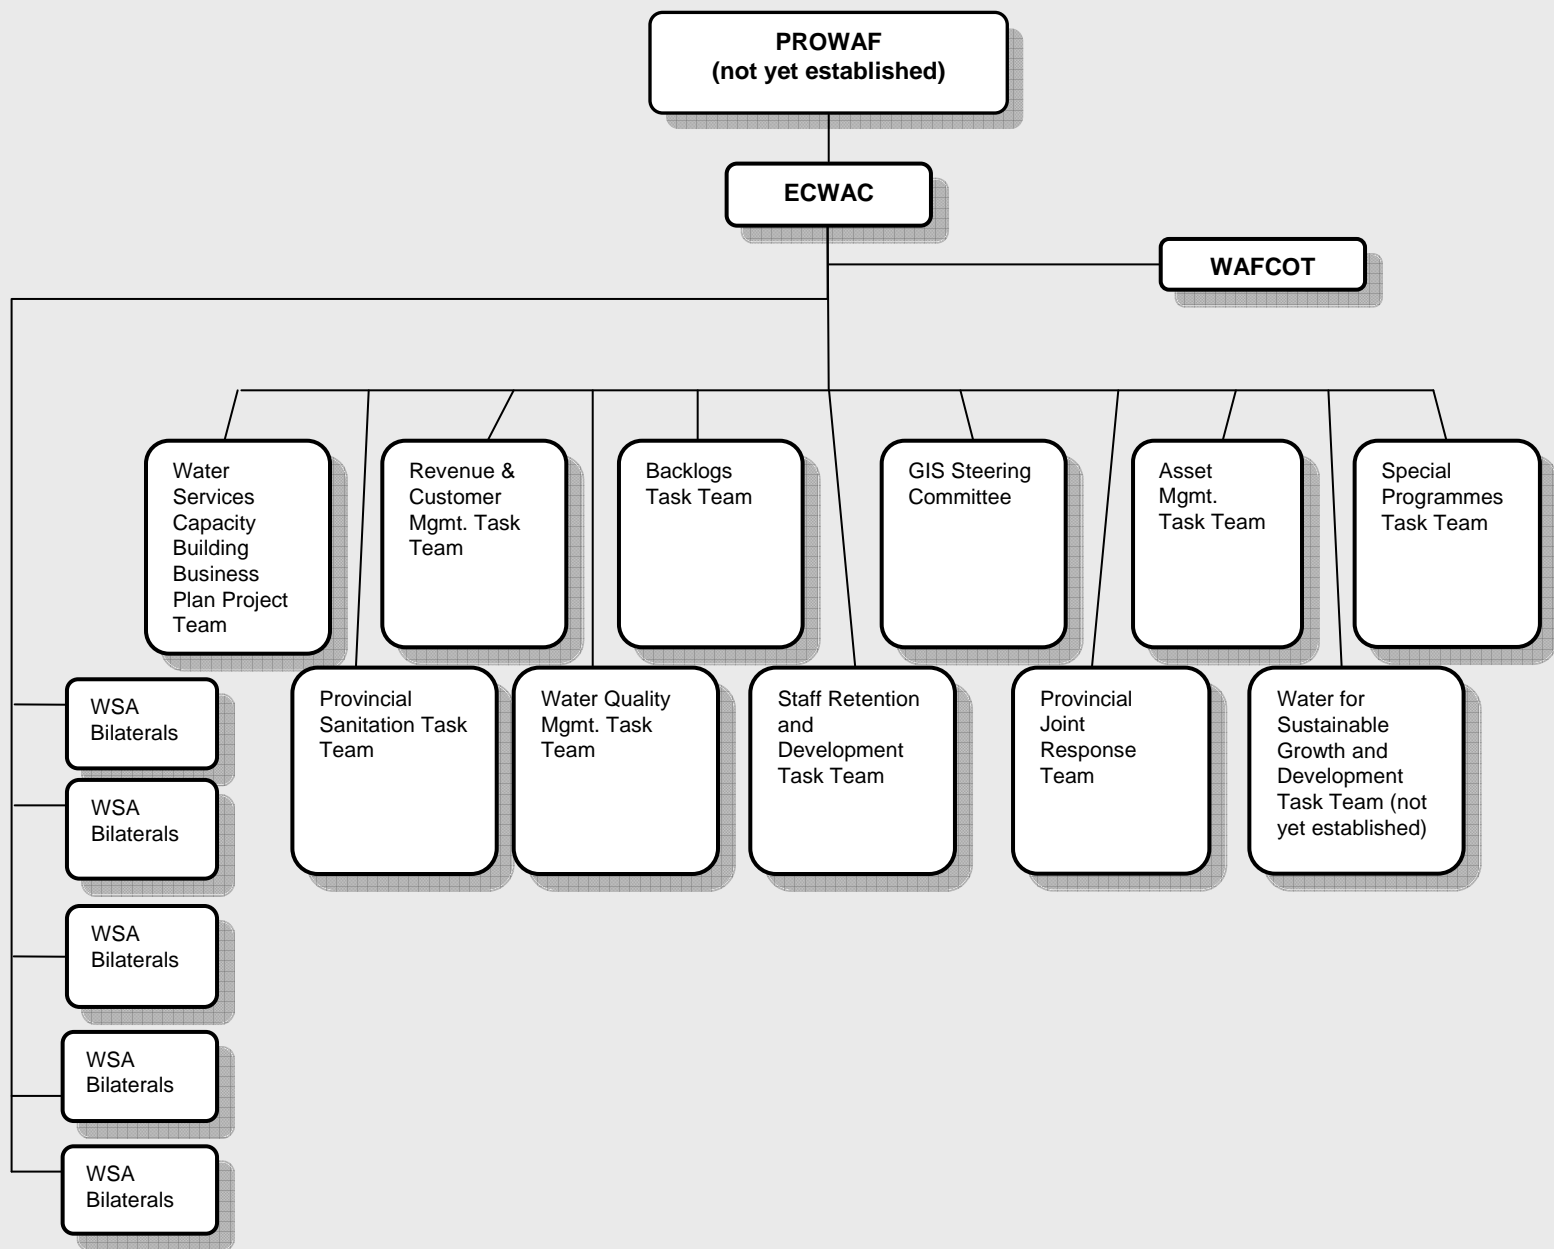 PROWAF
(not yet established)
ECWAC
WAFCOT
Water
Services
Capacity
Building
Business
Plan Project
Team
Revenue &
Customer
Mgmt. Task
Team
Backlogs
Task Team
GIS Steering
Committee
Asset
Mgmt.
Task Team
Special
Programmes
Task Team
Provincial
Sanitation Task
Team
Water Quality
Mgmt. Task
Team
Staff Retention
and
Development
Task Team
Provincial
Joint
Response
Team
Water for
Sustainable
Growth and
Development
Task Team (not
yet established)
WSA
Bilaterals
WSA
Bilaterals
WSA
Bilaterals
WSA
Bilaterals
WSA
Bilaterals